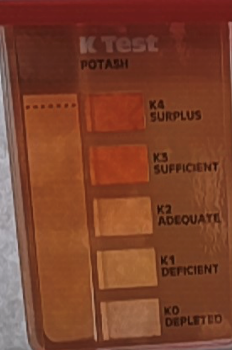 K Test
POTASH
K4
SURPLUS
K3
SUFFICIENT
K2
ADEQUATE
K1
DEFICIENT
K0
DEPLETED